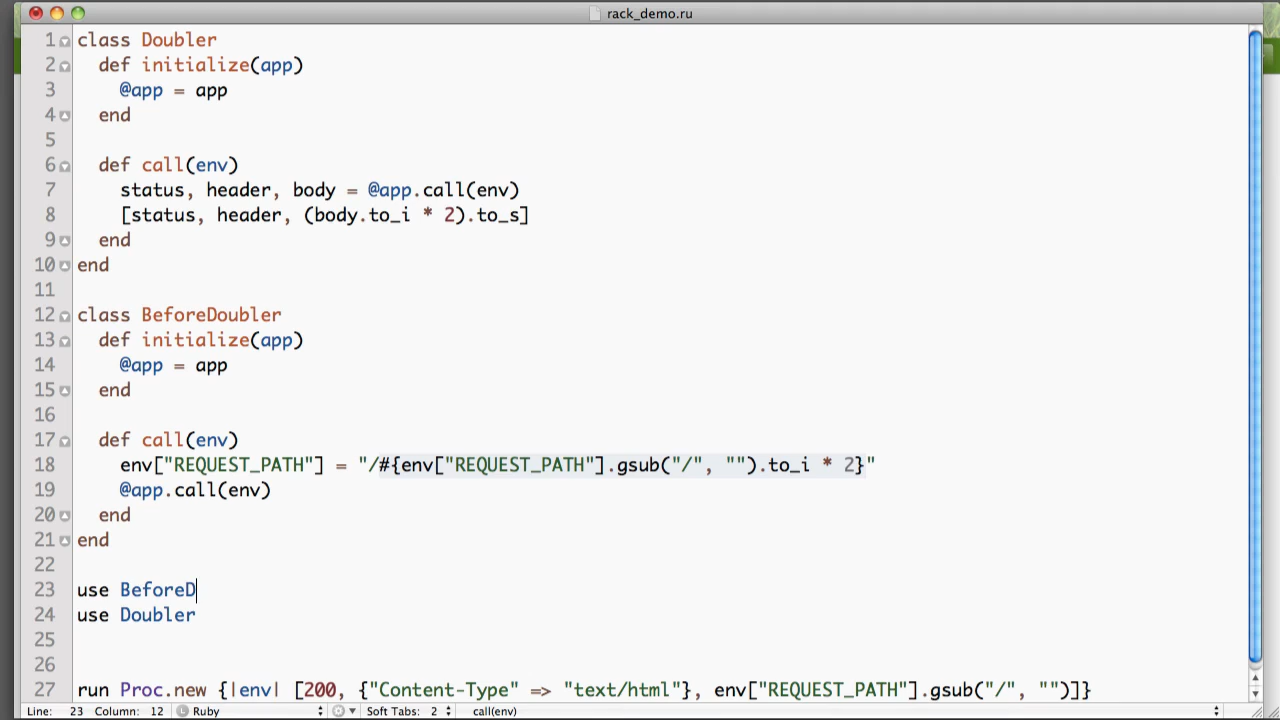 rack_demo.ru
1 class Doubler
2 def initialize(app)
3 @app = app
4 end
5
6 def call(env)
7 status, header, body = @app.call(env)
8 [status, header, (body.to_i * 2).to_s]
9 end
10 end
11
12 class BeforeDoubler
13 def initialize(app)
14 @app = app
15 end
16
17 def call(env)
18 env["REQUEST_PATH"] = "/#{env["REQUEST_PATH"].gsub("/", "").to_i * 2}"
19 @app.call(env)
20 end
21 end
22
23 use BeforeD
24 use Doubler
25
26
27 run Proc.new {|env| [200, {"Content-Type" => "text/html"}, env["REQUEST_PATH"].gsub("/", "")]}
Line: 23 Column: 12 Ruby Soft Tabs: 2 call(env)